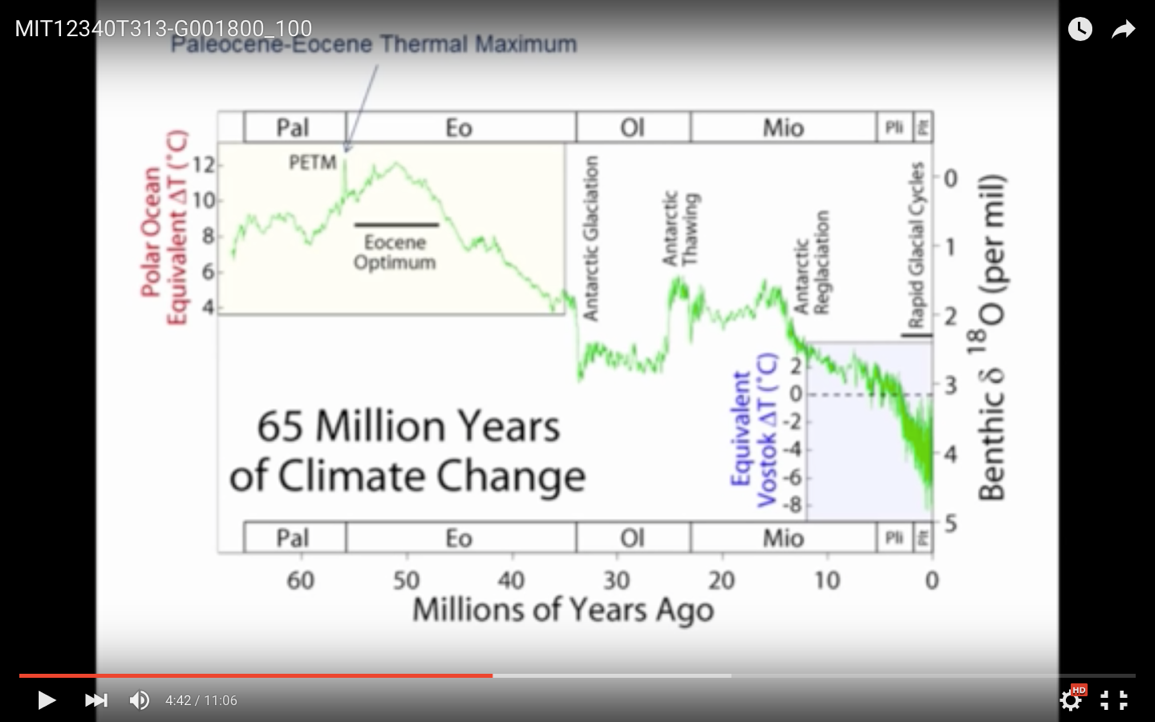 MIT12340T313-G001800_100
Paleocene-Eocene Thermal Maximum
Pal Eo Ol Mio Pli Plt
PETM
Polar Ocean
Equivalent ΔT (°C)
12
10
8
6
4
Eocene
Optimum
Antarctic Glaciation
Antarctic
Thawing
Antarctic
Reglaciation
Rapid Glacial Cycles
65 Million Years
of Climate Change
Equivalent
Vostok ΔT (°C)
2
0
-2
-4
-6
-8
0
1
2
3
4
5
Benthic δ 18O (per mil)
Pal Eo Ol Mio Pli Plt
60 50 40 30 20 10 0
Millions of Years Ago
4:42 / 11:06
HD